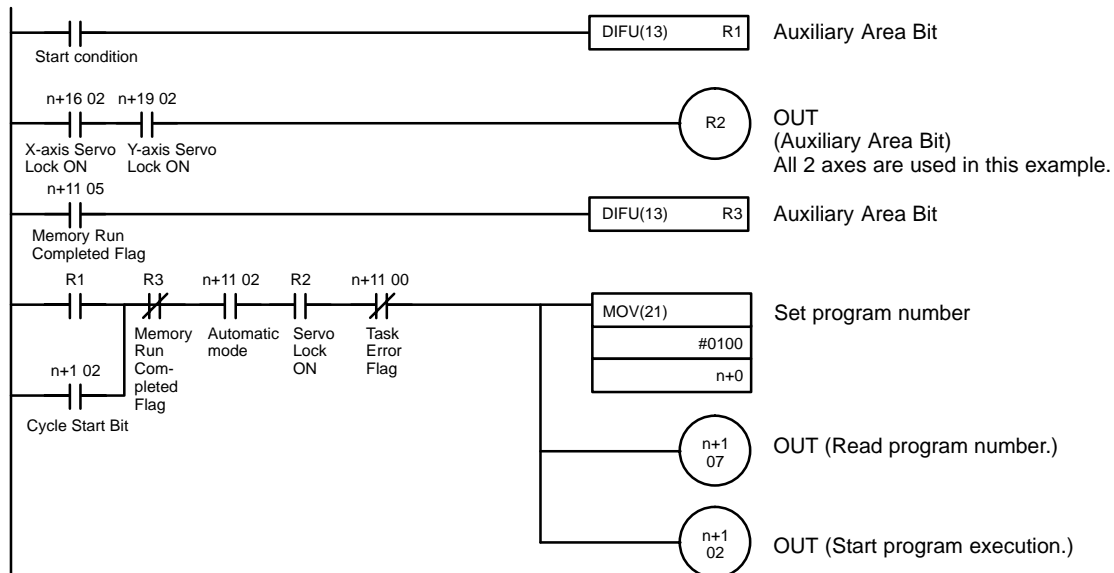 DIFU(13) R1 Auxiliary Area Bit
Start condition
n+16 02 n+19 02
R2
OUT
(Auxiliary Area Bit)
All 2 axes are used in this example.
X-axis Servo
Lock ON
Y-axis Servo
Lock ON
n+11 05
DIFU(13) R3 Auxiliary Area Bit
Memory Run
Completed Flag
R1 R3 n+11 02 R2 n+11 00
MOV(21)
#0100
n+0
Set program number
Memory
Run
Com-
pleted
Flag
Automatic
mode
Servo
Lock
ON
Task
Error
Flag
n+1 02
Cycle Start Bit
n+1
07
OUT (Read program number.)
n+1
02
OUT (Start program execution.)